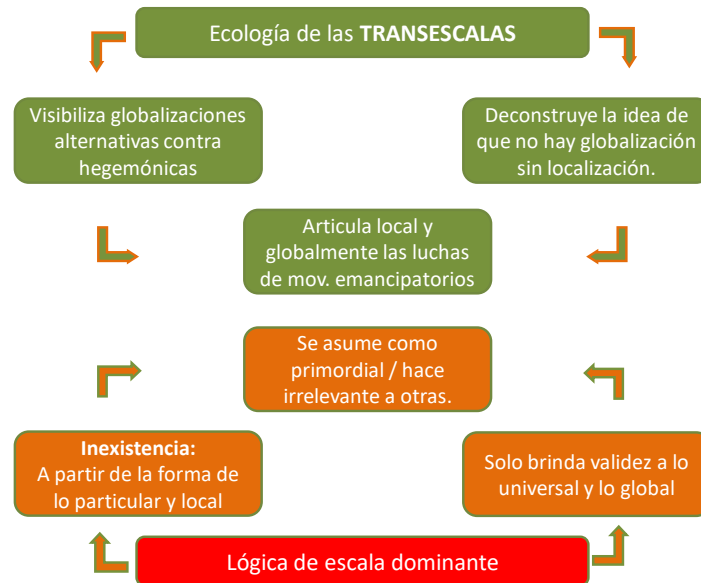 Ecología de las TRANSESCALAS
Visibiliza globalizaciones
alternativas contra
hegemónicas
Deconstruye la idea de
que no hay globalización
sin localización.
Articula local y
globalmente las luchas
de mov. emancipatorios
Se asume como
primordial / hace
irrelevante a otras.
Inexistencia:
A partir de la forma de
lo particular y local
Solo brinda validez a lo
universal y lo global
Lógica de escala dominante